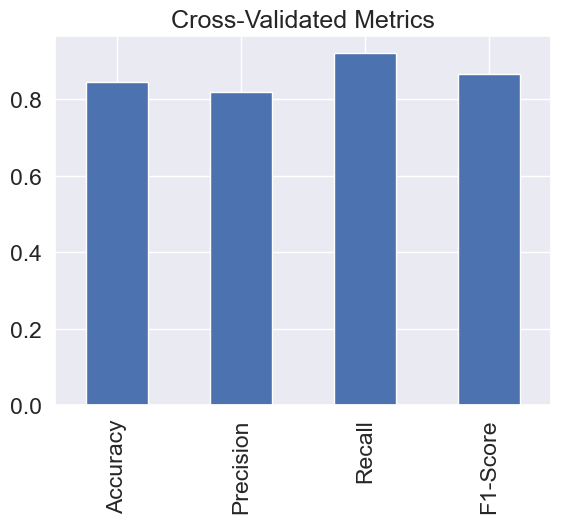 Cross-Validated Metrics
0.8
0.6
0.4
0.2
0.0
Accuracy
Precision
Recall
F1-Score